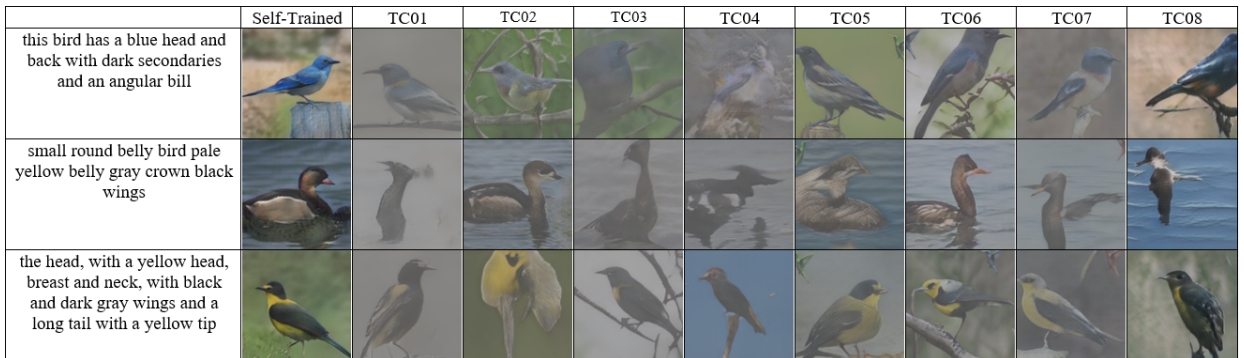 Self-Trained TC01 TC02 TC03 TC04 TC05 TC06 TC07 TC08
this bird has a blue head and
back with dark secondaries
and an angular bill
small round belly bird pale
yellow belly gray crown black
wings
the head, with a yellow head,
breast and neck, with black
and dark gray wings and a
long tail with a yellow tip